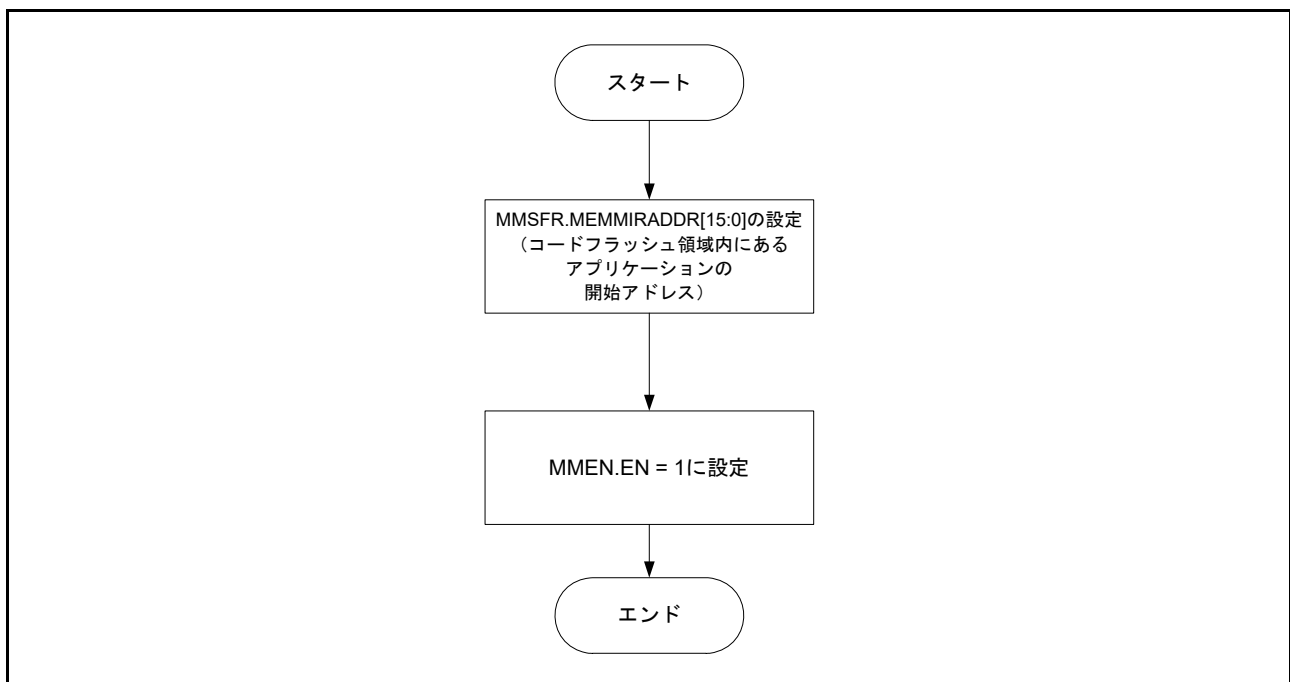 スタート
MMSFR.MEMMIRADDR[15:0]の設定
（コードフラッシュ領域内にある
アプリケーションの
開始アドレス）
MMEN.EN = 1に設定
エンド